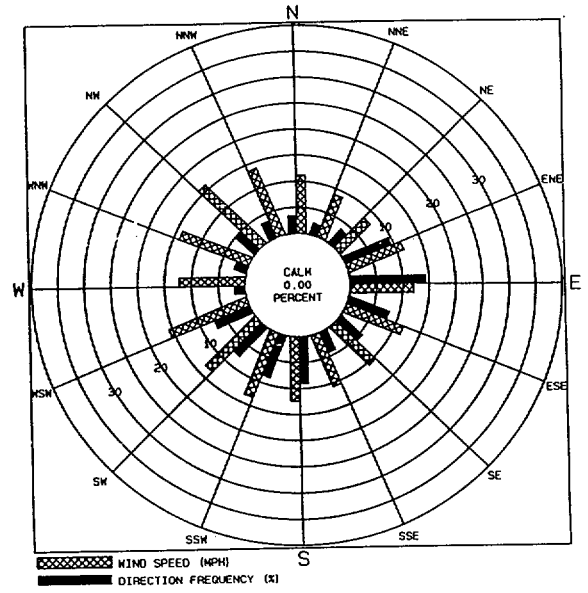 N
NNW
NNE
NW
NE
WNW
ENE
30
20
10
CALM
0.00
PERCENT
W
E
10
20
30
WSW
ESE
SW
SE
SSW
SSE
S
WIND SPEED (MPH)
DIRECTION FREQUENCY (%)